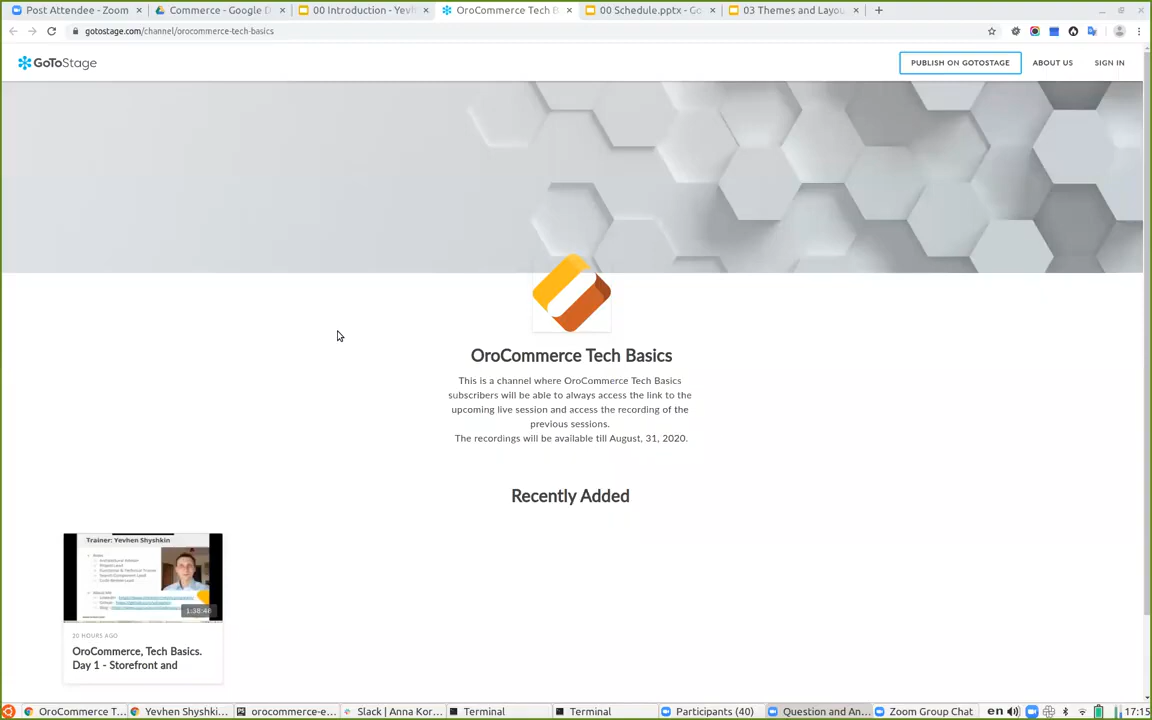 Post Attendee - Zoom
Commerce - Google D
00 Introduction - Yevh
OroCommerce Tech B
00 Schedule.pptx - Go
03 Themes and Layou
gotostage.com/channel/orocommerce-tech-basics
GoToStage
PUBLISH ON GOTOSTAGE
ABOUT US
SIGN IN
OroCommerce Tech Basics
This is a channel where OroCommerce Tech Basics
subscribers will be able to always access the link to the
upcoming live session and access the recording of the
previous sessions.
The recordings will be available till August, 31, 2020.
Recently Added
Trainer: Yevhen Shyshkin
1:38:46
20 HOURS AGO
OroCommerce, Tech Basics.
Day 1 - Storefront and
OroCommerce T...
Yevhen Shyshki...
orocommerce-e...
Slack | Anna Kor...
Terminal
Terminal
Participants (40)
Question and An...
Zoom Group Chat
en
17:15